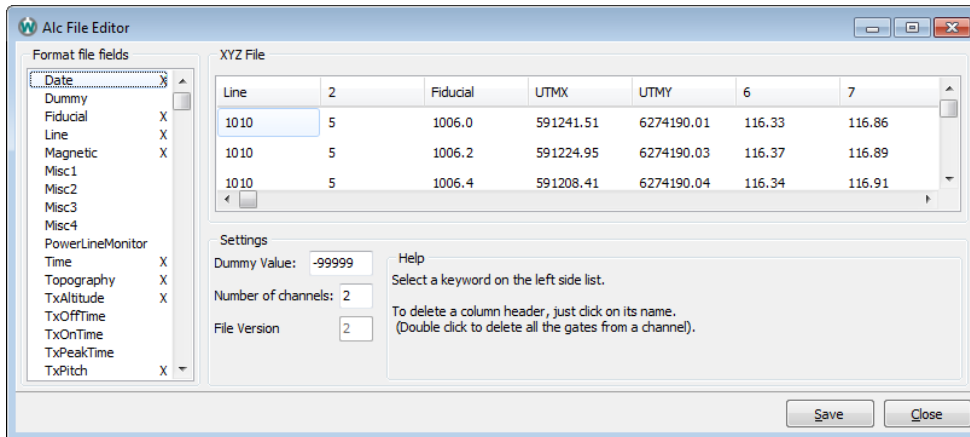 Alc File Editor
Format file fields
Date X
Dummy
Fiducial X
Line X
Magnetic X
Misc1
Misc2
Misc3
Misc4
PowerLineMonitor
Time X
Topography X
TxAltitude X
TxOffTime
TxOnTime
TxPeakTime
TxPitch X
XYZ File
Line 2 Fiducial UTMX UTMY 6 7
1010 5 1006.0 591241.51 6274190.01 116.33 116.86
1010 5 1006.2 591224.95 6274190.03 116.37 116.89
1010 5 1006.4 591208.41 6274190.04 116.34 116.91
Settings
Dummy Value: -99999
Number of channels: 2
File Version 2
Help
Select a keyword on the left side list.
To delete a column header, just click on its name.
(Double click to delete all the gates from a channel).
Save Close